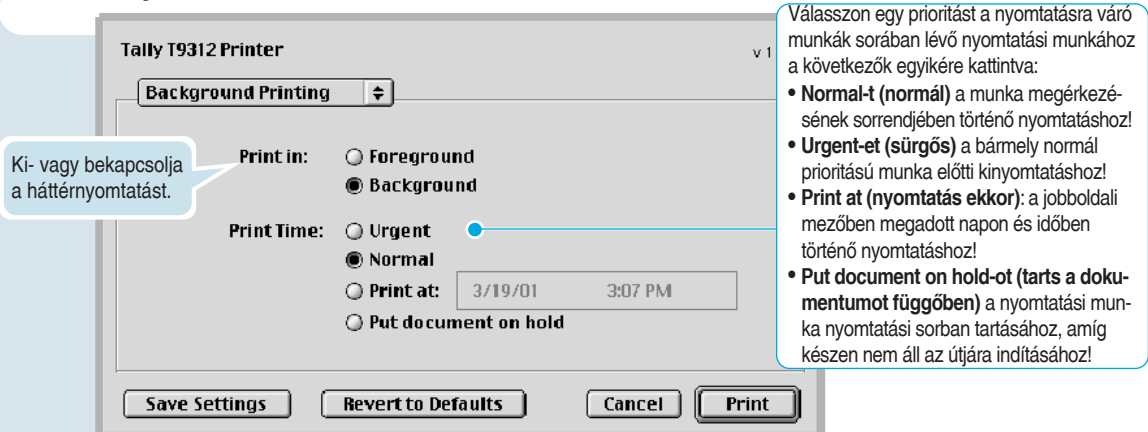 Tally T9312 Printer
v 1
Background Printing
Print in:
Foreground
Background
Print Time:
Urgent
Normal
Print at:
3/19/01 3:07 PM
Put document on hold
Save Settings
Revert to Defaults
Cancel
Print
Ki- vagy bekapcsolja
a háttérnyomtatást.
Válasszon egy prioritást a nyomtatásra váró
munkák sorában lévő nyomtatási munkához
a következők egyikére kattintva:
• Normal-t (normál) a munka megérkezé-
sének sorrendjében történő nyomtatáshoz!
• Urgent-et (sürgős) a bármely normál
prioritású munka előtti kinyomtatáshoz!
• Print at (nyomtatás ekkor): a jobboldali
mezőben megadott napon és időben
történő nyomtatáshoz!
• Put document on hold-ot (tarts a doku-
mentumot függőben) a nyomtatási mun-
ka nyomtatási sorban tartásához, amíg
készen nem áll az útjára indításához!